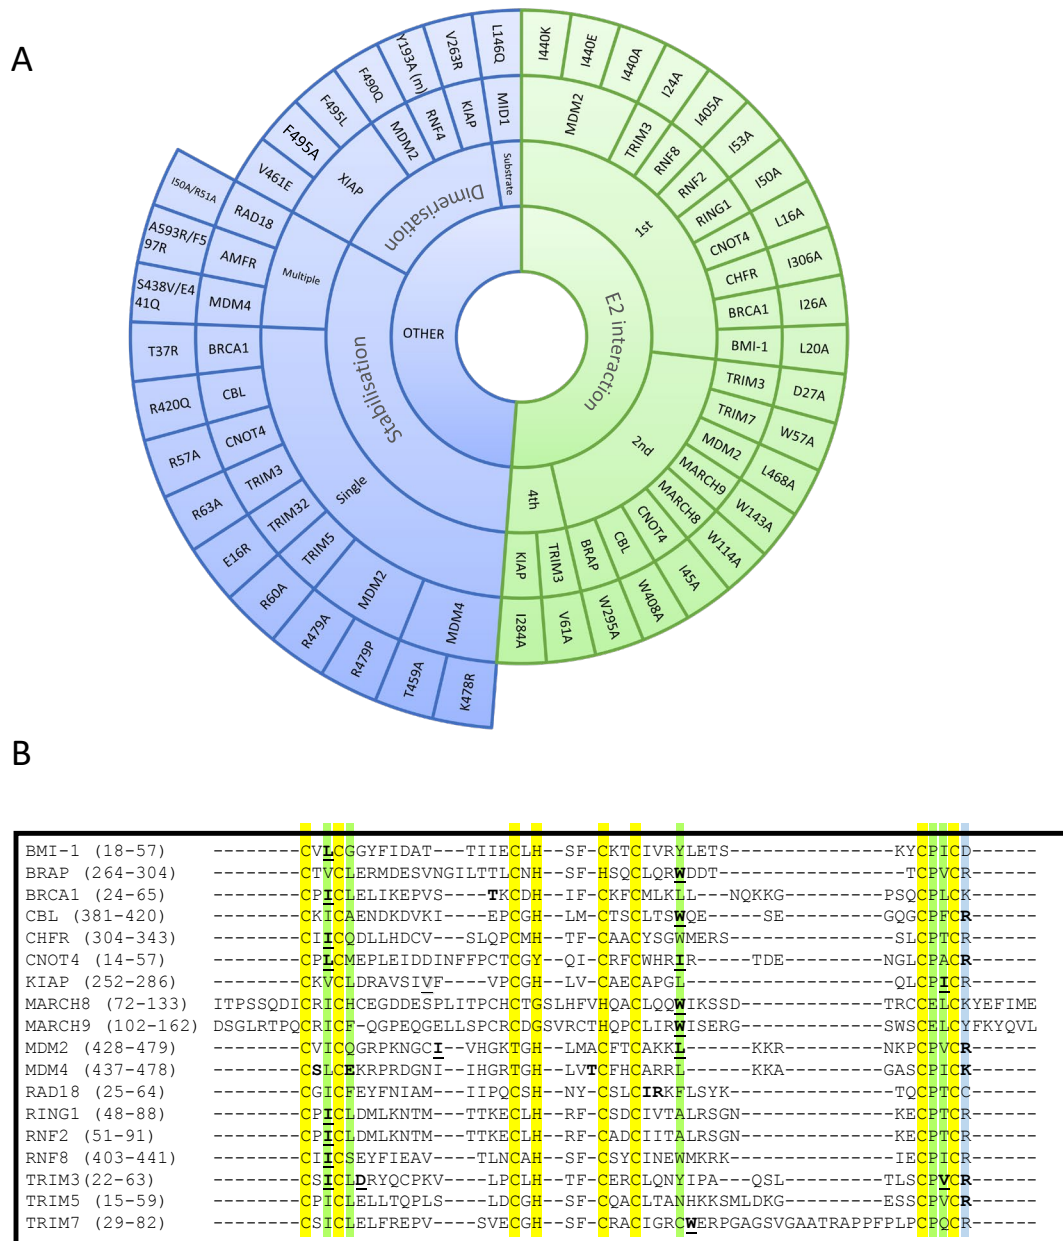 A
I440K
I440E
I440A
I24A
I405A
I53A
I50A
L16A
I306A
I26A
L20A
D27A
W57A
L468A
W143A
W114A
I45A
W408A
W295A
V61A
I284A
MDM2
TRIM3
RNF8
RNF2
RING1
CNOT4
CHFR
BRCA1
BMI-1
TRIM3
TRIM7
MDM2
MARCH9
MARCH8
CNOT4
CBL
BRAP
TRIM3
KIAP
1st
2nd
4th
E2 interaction
OTHER
Stabilisation
Dimerisation
Substrate
Multiple
Single
MDM4
MDM2
TRIM5
TRIM32
TRIM3
CNOT4
CBL
BRCA1
MDM4
AMFR
RAD18
XIAP
MDM2
RNF4
KIAP
MID1
K478R
T459A
R479P
R479A
R60A
E16R
R63A
R57A
R420Q
T37R
S438V/E4
41Q
A593R/F5
97R
I50A/R51A
V461E
F495A
F495L
F490Q
Y193A (m)
V263R
L146Q
B
BMI-1 (18-57) --------CVLCGGYFIDAT---TIIECLH--SF-CKTCIVRYLETS---------------KYCPICD------
BRAP (264-304) --------CTVCLERMDESVNGILTTLCNH--SF-HSQCLQRWDDT-----------------TCPVCR------
BRCA1 (24-65) --------CPICLELIKEPVS----TKCDH--IF-CKFCMLKLL---NQKKG---------PSQCPLCK------
CBL (381-420) --------CKICAENDKDVKI----EPCGH--LM-CTSCLTSWQE-----SE---------GQGCPFCR------
CHFR (304-343) --------CIICQDLLHDCV---SLQPCMH--TF-CAACYSGWMERS---------------SLCPTCR------
CNOT4 (14-57) --------CPLCMEPLEIDDINFFPCTCGY--QI-CRFCWHRIR-----TDE---------NGLCPACR------
KIAP (252-286) --------CKVCLDRAVSIVF----VPCGH--LV-CAECAPGL-------------------QLCPIC-------
MARCH8 (72-133) ITPSSQDICRICHCEGDDESPLITPCHCTGSLHFVHQACLQQWIKSSD-------------TRCCELCKYEFIME
MARCH9 (102-162) DSGLRTPQCRICF-QGPEQGELLSPCRCDGSVRCTHQPCLIRWISERG-------------SWSCELCYFKYQVL
MDM2 (428-479) --------CVICQGRPKNGCI---VHGKTGH--LMACFTCAKKL------KKR---------NKPCPVCR------
MDM4 (437-478) --------CSLCEKRPRDGNI---IHGRTGH--LVTCFHCARRL------KKA---------GASCPICK------
RAD18 (25-64) --------CGICFEYFNIAM---IIPQCSH--NY-CSLCIRKFLSYK---------------TQCPTCC------
RING1 (48-88) --------CPICLDMLKNTM---TTKECLH--RF-CSDCIVTALRSGN--------------KECPTCR------
RNF2 (51-91) --------CPICLDMLKNTM---TTKECLH--RF-CADCIITALRSGN--------------KECPTCR------
RNF8 (403-441) --------CIICSEYFIEAV----TLNCAH--SF-CSYCINEWMKRK---------------IECPICR------
TRIM3(22-63) --------CSICLDRYQCPKV----LPCLH--TF-CERCLQNYIPA---QSL---------TLSCPVCR------
TRIM5 (15-59) --------CPICLELLTQPLS----LDCGH--SF-CQACLTANHKKSMLDKG---------ESSCPVCR------
TRIM7 (29-82) --------CSICLELFREPV----SVECGH--SF-CRACIGRCWERPGAGSVGAATRAPPFPLPCPQCR------